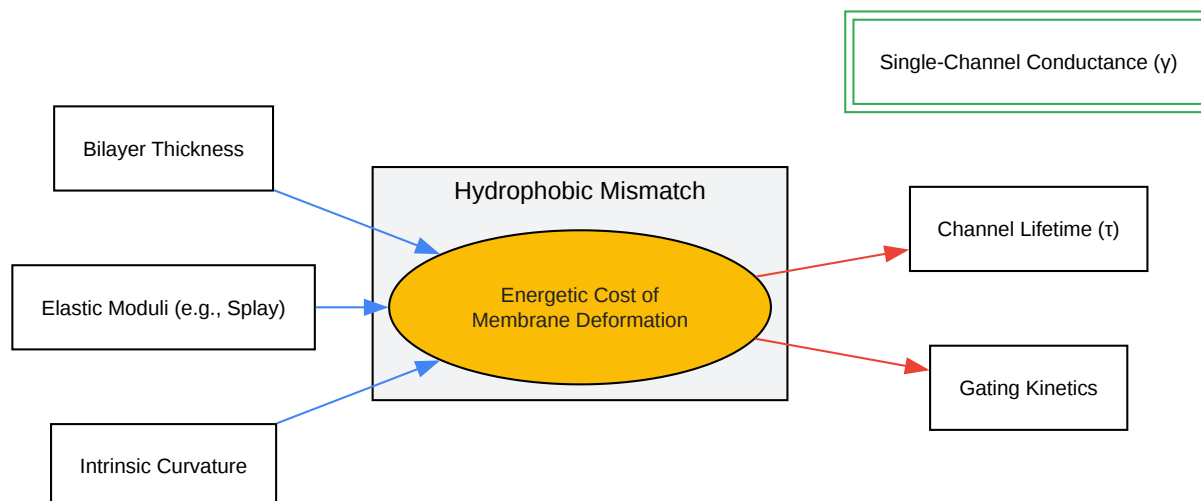 Single-Channel Conductance (γ)
Bilayer Thickness
Hydrophobic Mismatch
Channel Lifetime (τ)
Elastic Moduli (e.g., Splay)
Energetic Cost of
Membrane Deformation
Gating Kinetics
Intrinsic Curvature